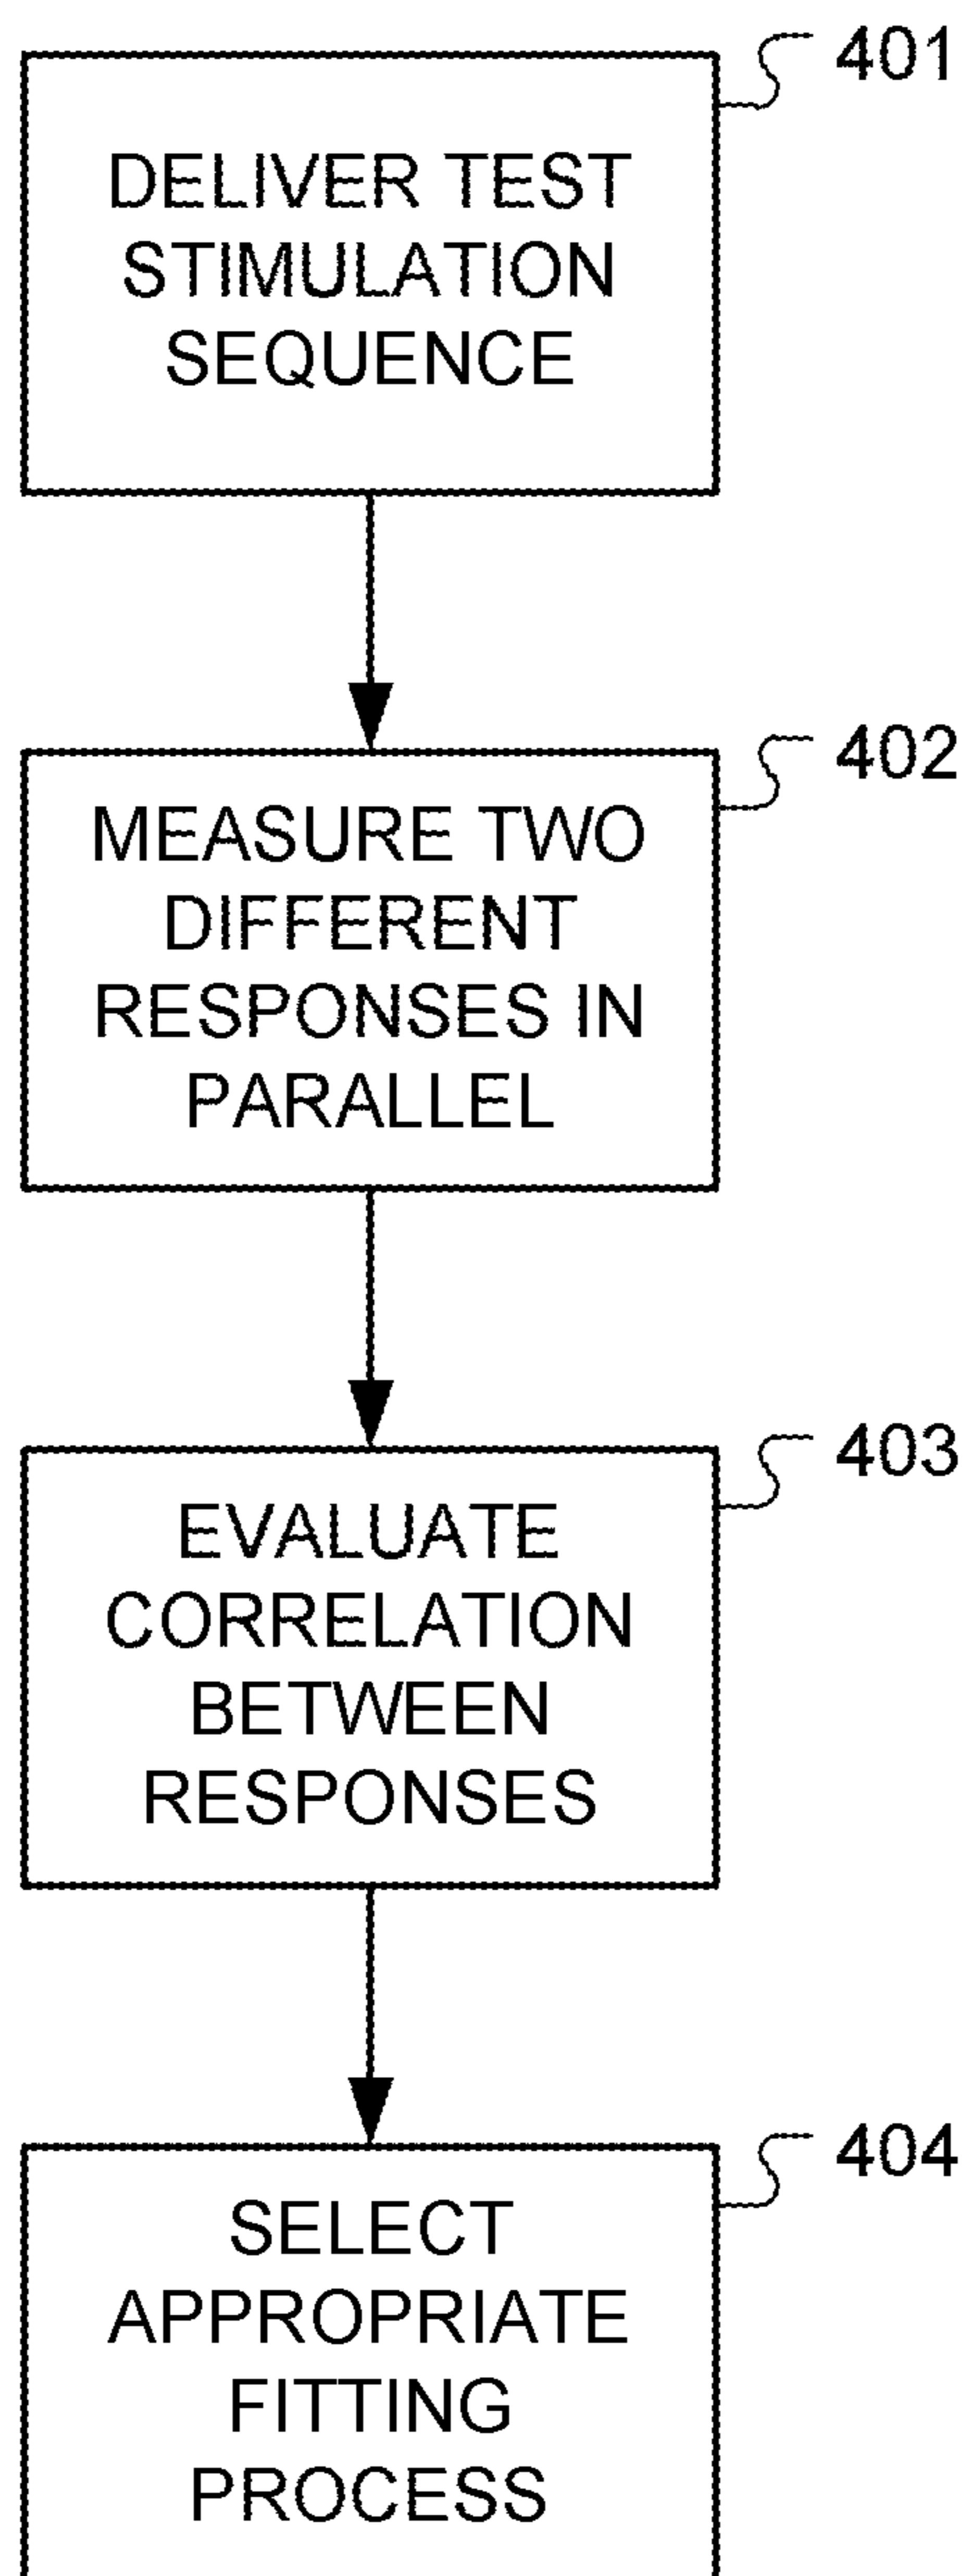 401
DELIVER TEST
STIMULATION
SEQUENCE
402
MEASURE TWO
DIFFERENT
RESPONSES IN
PARALLEL
403
EVALUATE
CORRELATION
BETWEEN
RESPONSES
404
SELECT
APPROPRIATE
FITTING
PROCESS